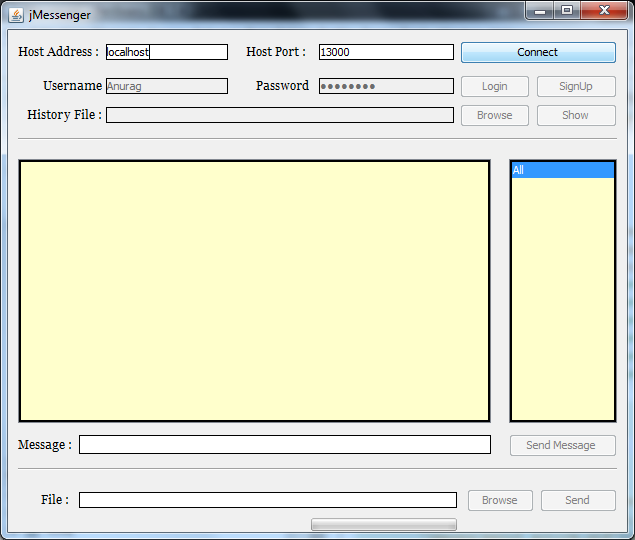 jMessenger
Host Address : localhost Host Port : 13000 Connect
Username Anurag Password ●●●●●●●● Login SignUp
History File : Browse Show
All
Message : Send Message
File : Browse Send